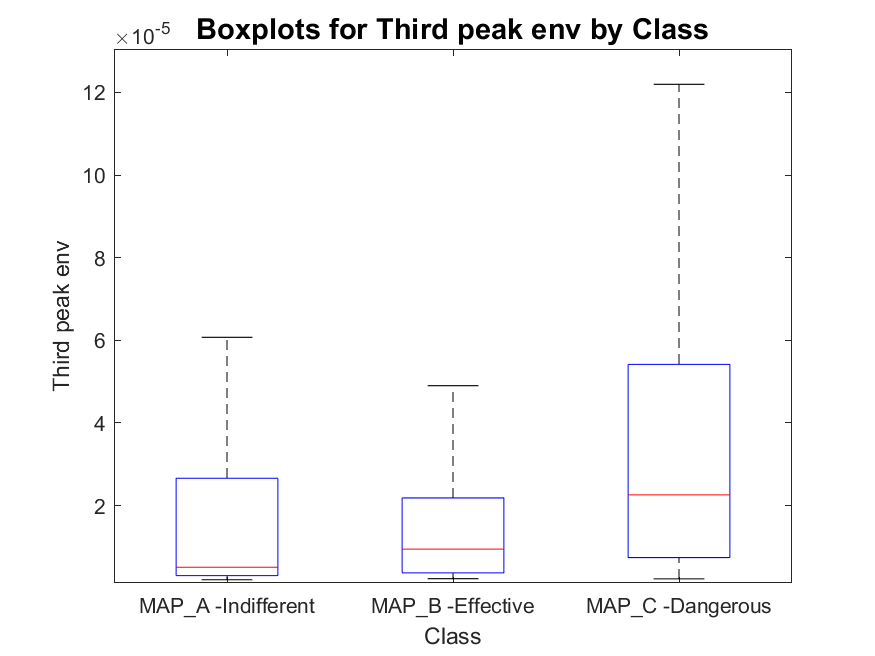 Boxplots for Third peak env by Class
×10-5
12
10
8
6
4
2
Third peak env
MAP_A -Indifferent
MAP_B -Effective
MAP_C -Dangerous
Class